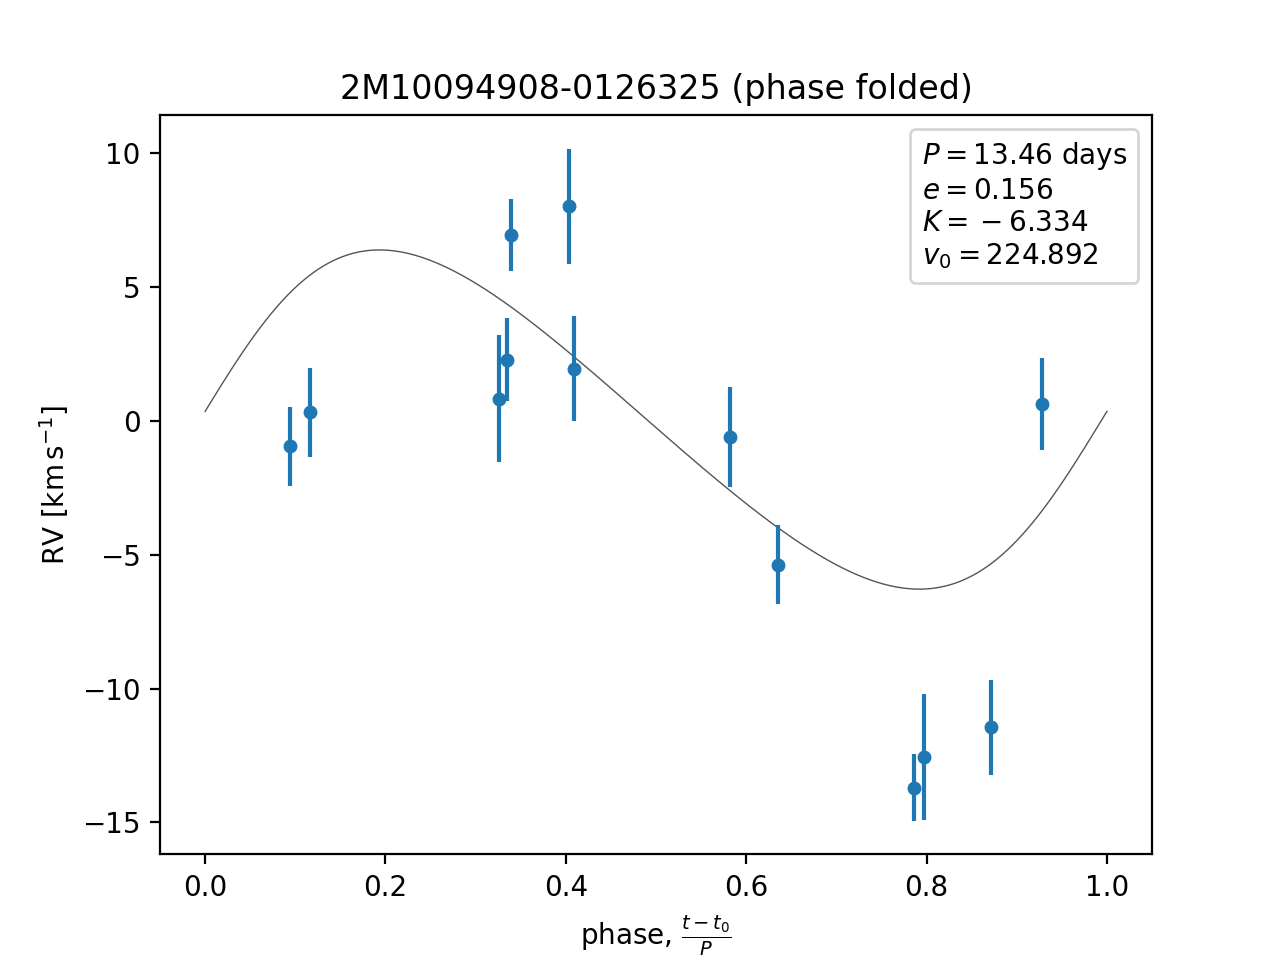 2M10094908-0126325 (phase folded)
P = 13.46 days
e = 0.156
K = −6.334
v₀ = 224.892
RV [km s⁻¹]
10
5
0
−5
−10
−15
0.0 0.2 0.4 0.6 0.8 1.0
phase, (t − t₀)/P